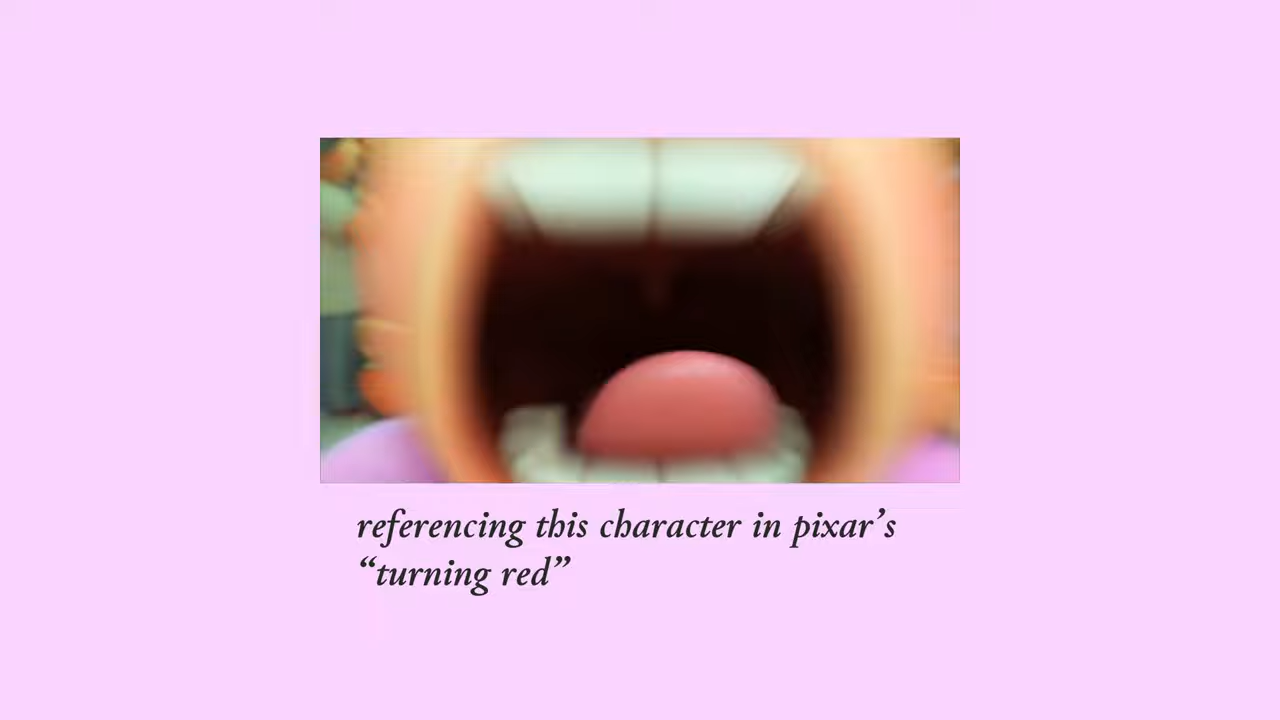 referencing this character in pixar’s
“turning red”